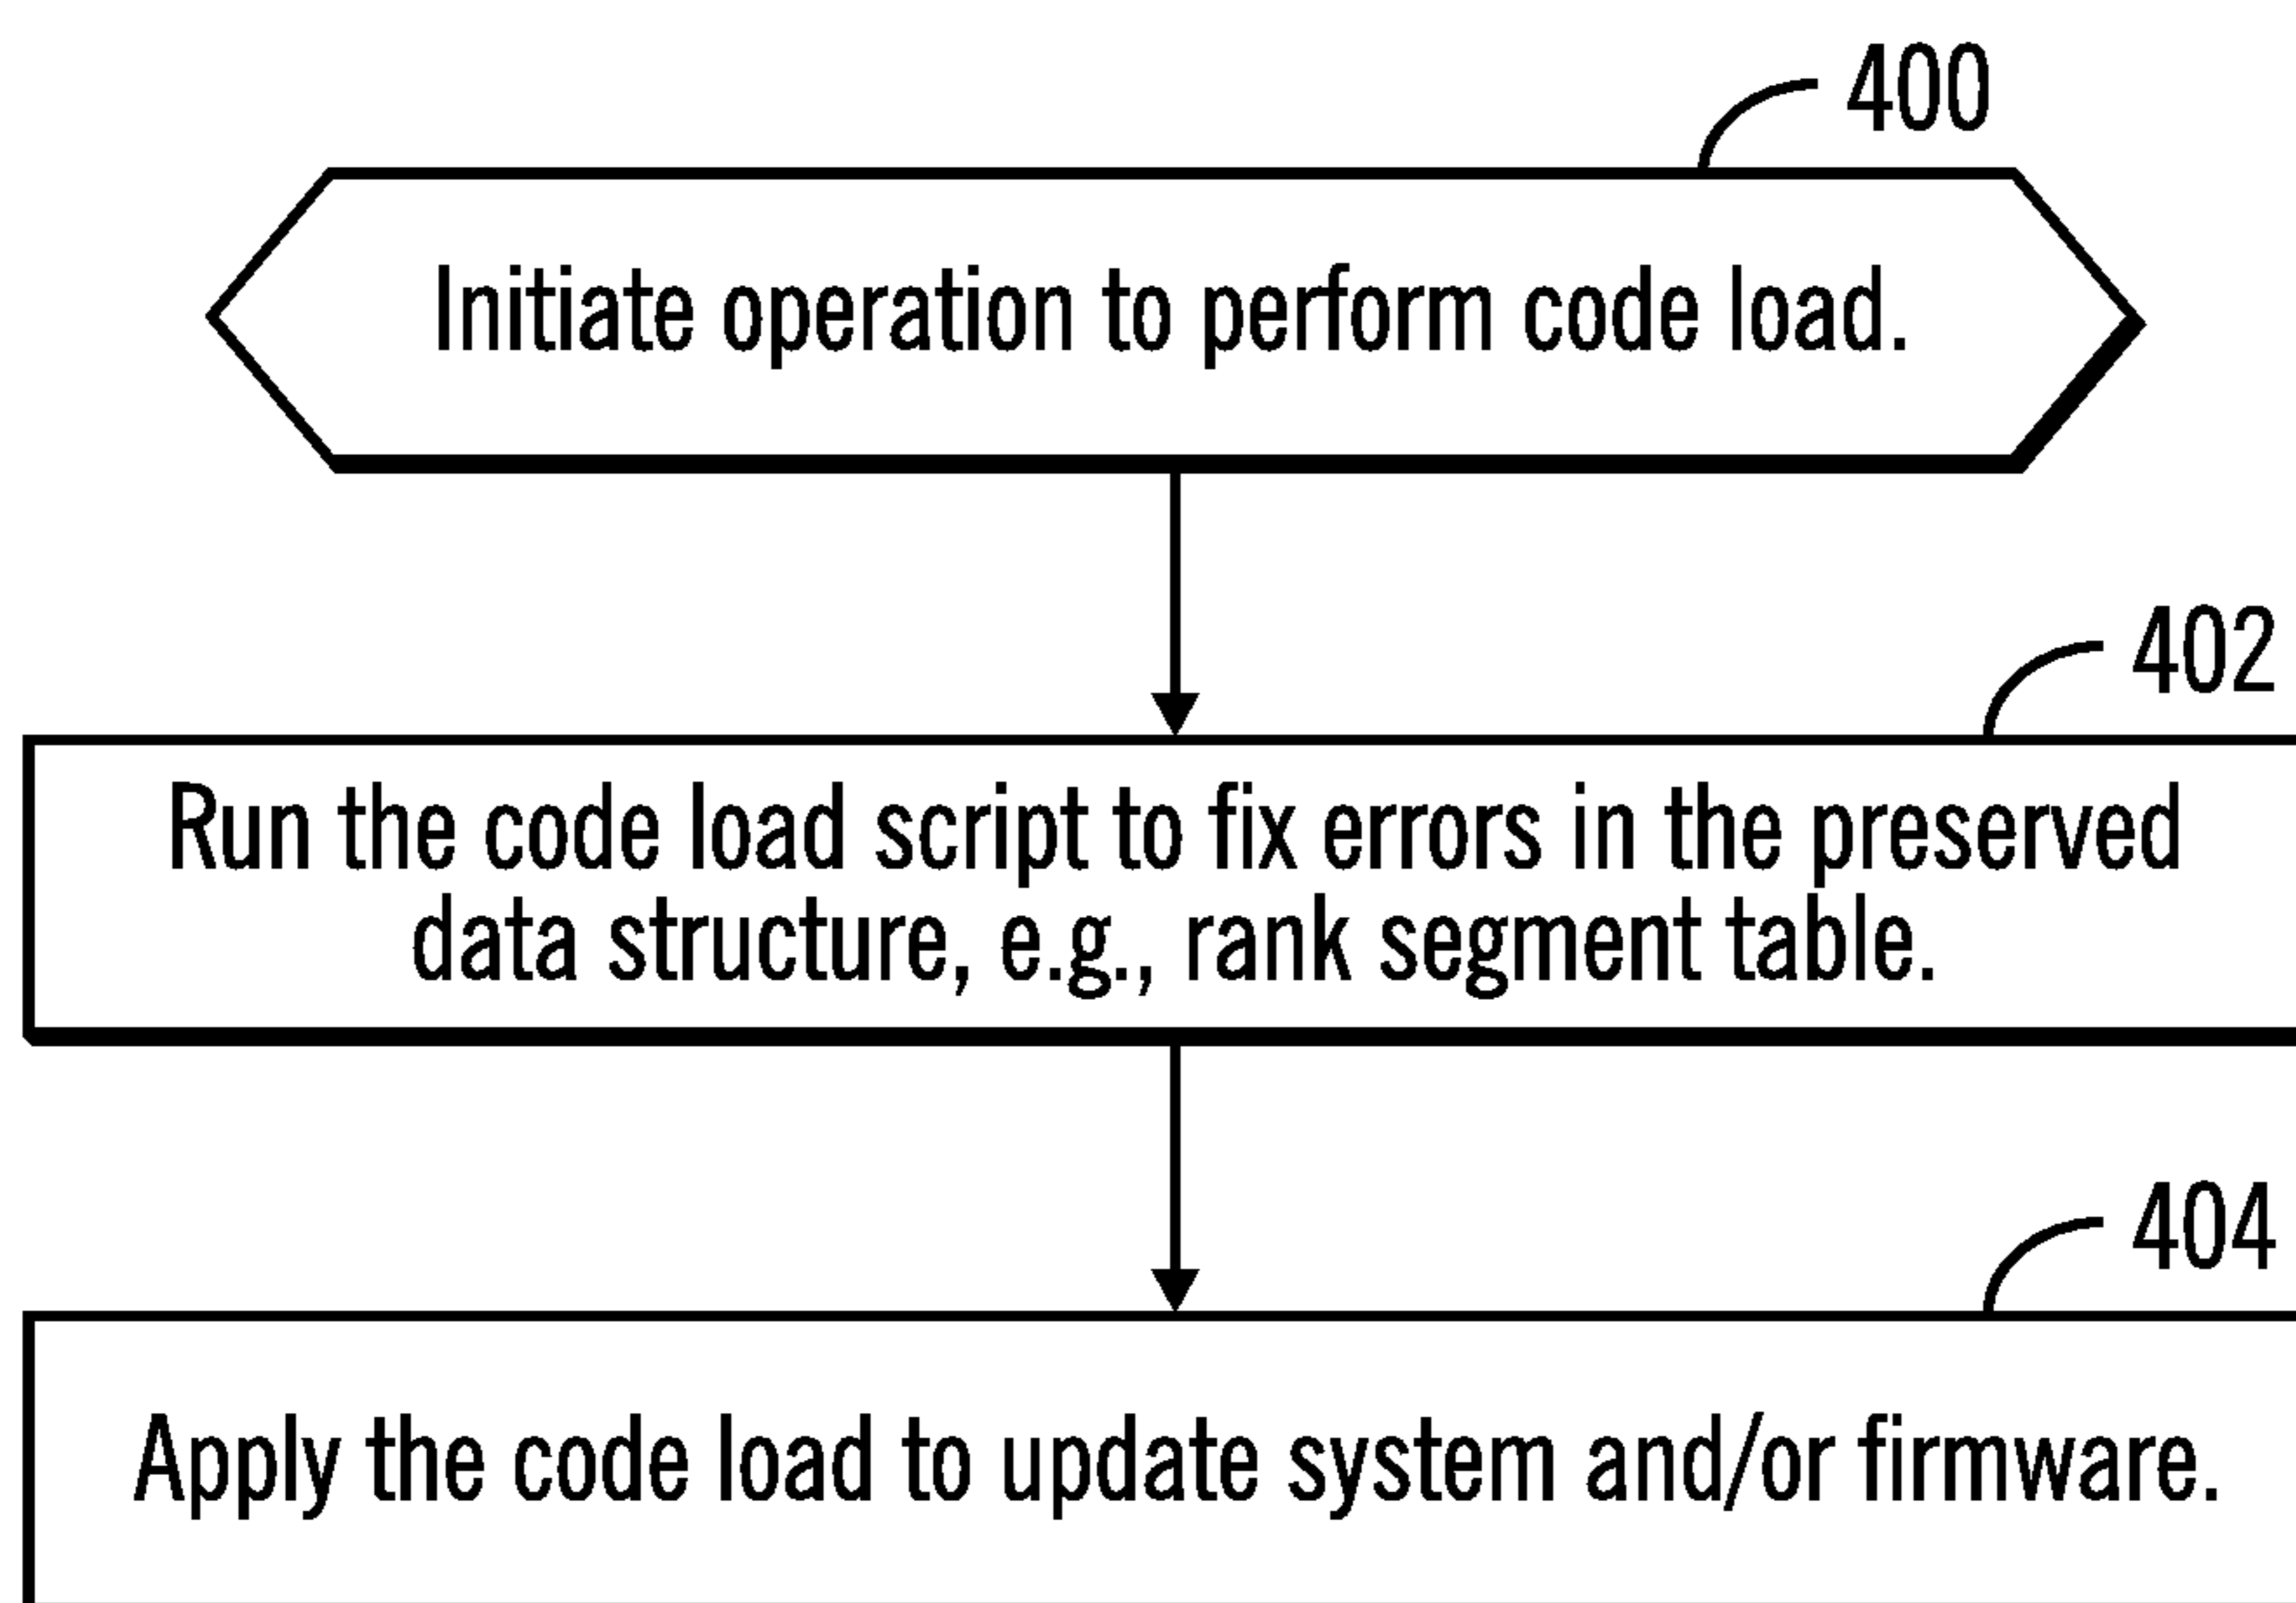 400
Initiate operation to perform code load.
402
Run the code load script to fix errors in the preserved
data structure, e.g., rank segment table.
404
Apply the code load to update system and/or firmware.